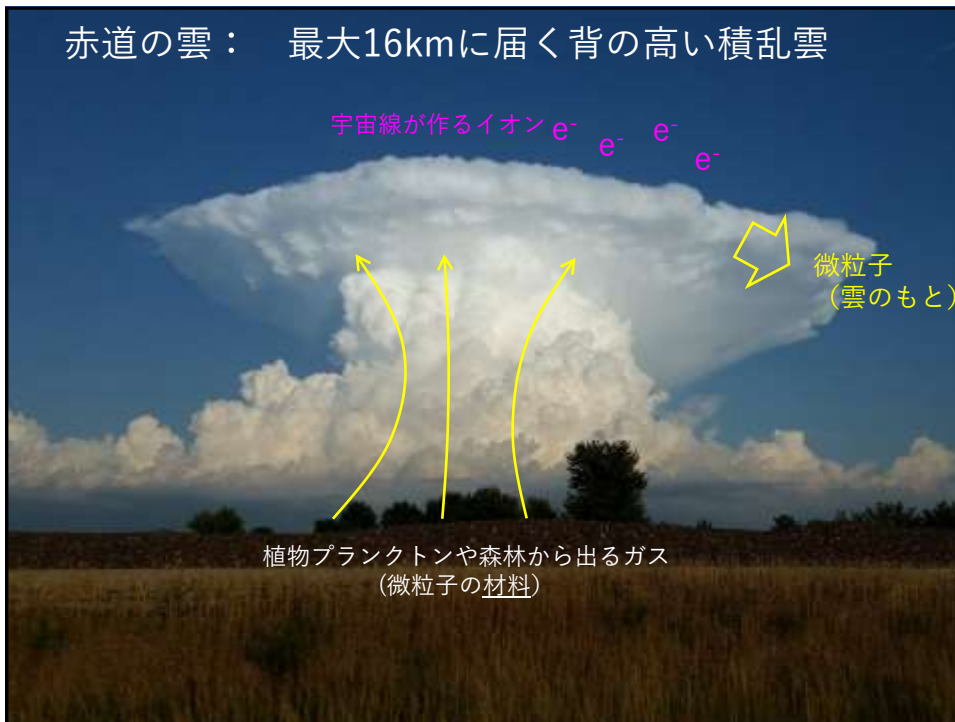 赤道の雲：　最大16kmに届く背の高い積乱雲
宇宙線が作るイオン e⁻ e⁻ e⁻ e⁻
微粒子
（雲のもと）
植物プランクトンや森林から出るガス
(微粒子の材料)